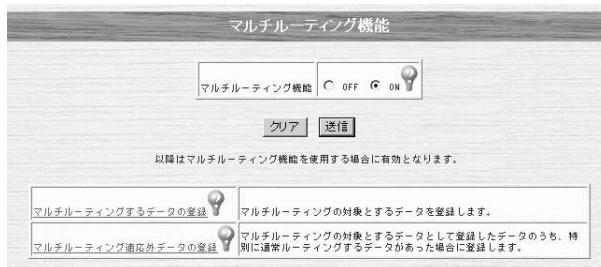 マルチルーティング機能
マルチルーティング機能 OFF ON
クリア 送信
以降はマルチルーティング機能を使用する場合に有効となります。
マルチルーティングするデータの登録 マルチルーティングの対象とするデータを登録します。
マルチルーティング適応外データの登録 マルチルーティングの対象とするデータとして登録したデータのうち、特
別に通常ルーティングするデータがあった場合に登録します。